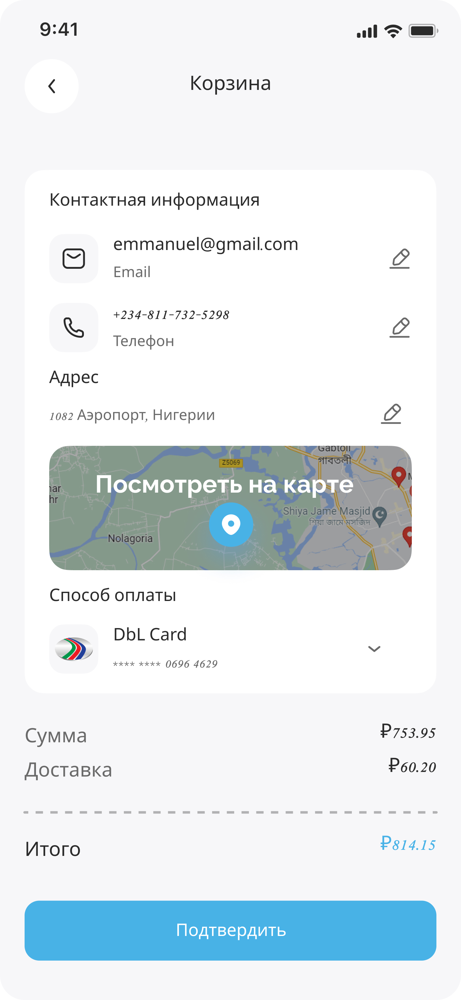 9:41
Корзина
Контактная информация
emmanuel@gmail.com
Email
+234-811-732-5298
Телефон
Адрес
1082 Аэропорт, Нигерии
Gabtoli
গাবতলী
Z5069
Посмотреть на карте
Shiya Jame Masjid
শিয়া জামে মসজিদ
Nolagoria
Способ оплаты
DbL Card
**** **** 0696 4629
Сумма
₽753.95
Доставка
₽60.20
Итого
₽814.15
Подтвердить